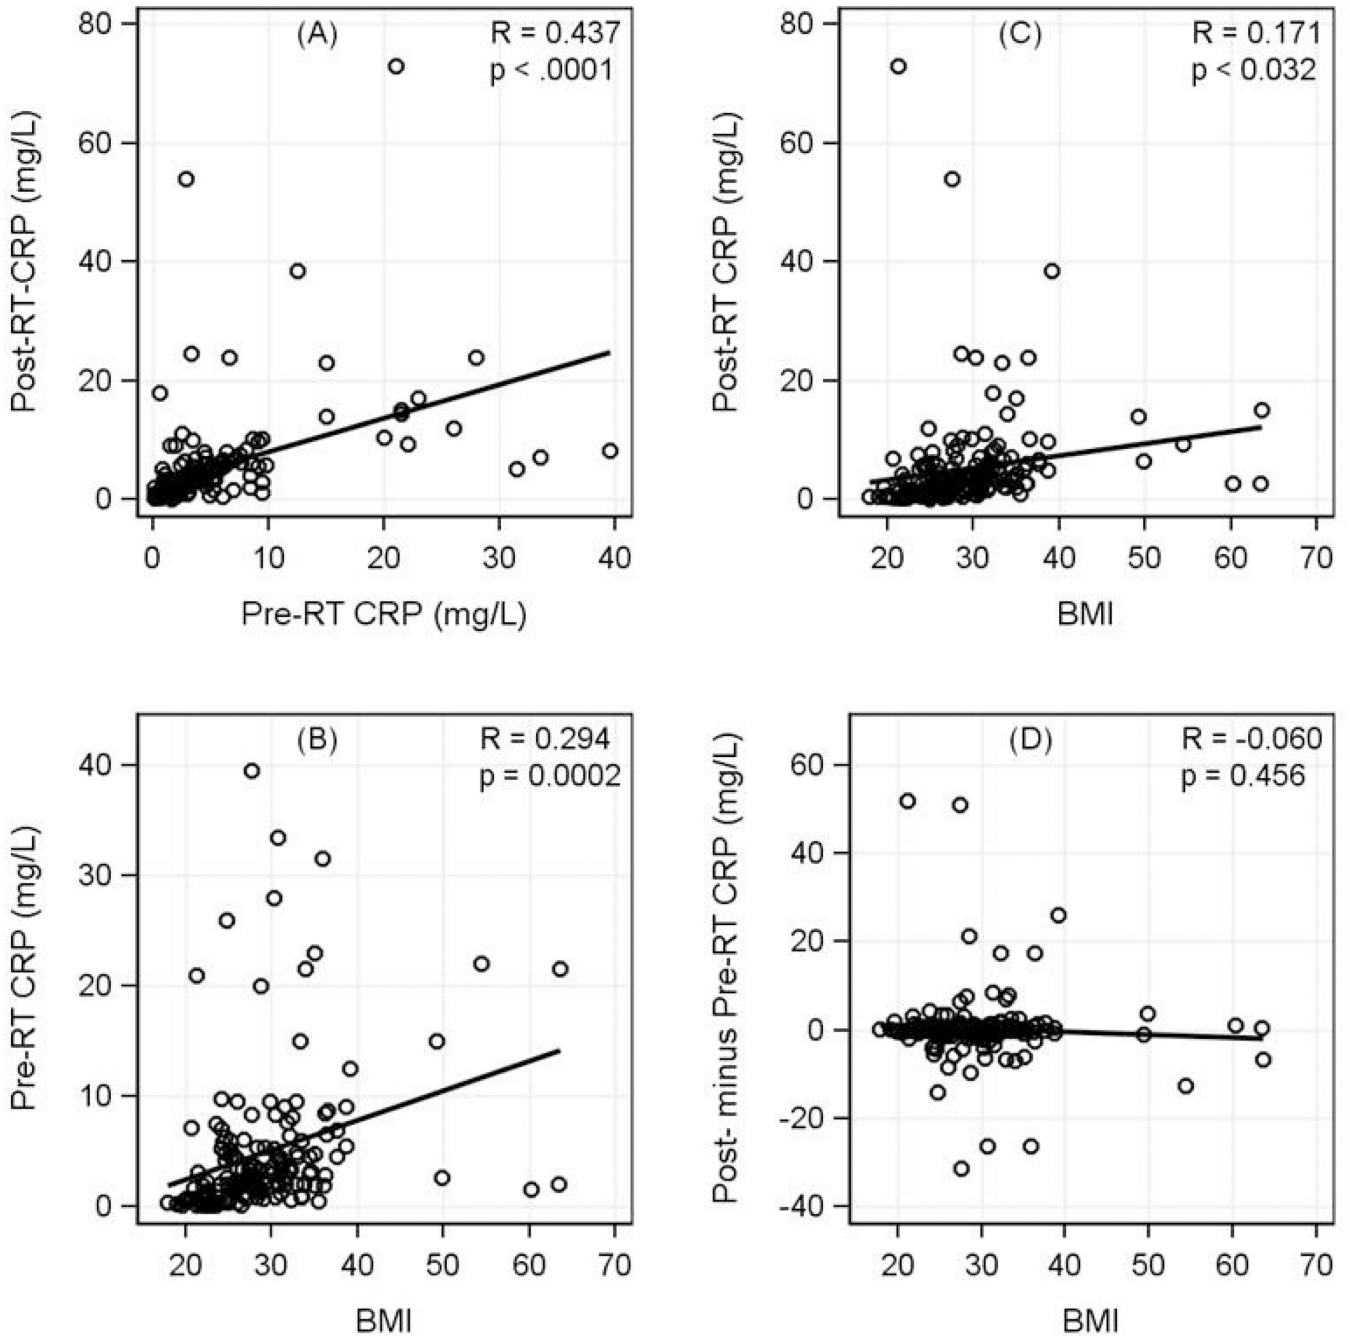 (A)
R = 0.437
p < .0001
80
60
40
20
0
Post-RT-CRP (mg/L)
0 10 20 30 40
Pre-RT CRP (mg/L)
(C)
R = 0.171
p < 0.032
80
60
40
20
0
Post-RT CRP (mg/L)
20 30 40 50 60 70
BMI
(B)
R = 0.294
p = 0.0002
40
30
20
10
0
Pre-RT CRP (mg/L)
20 30 40 50 60 70
BMI
(D)
R = -0.060
p = 0.456
60
40
20
0
-20
-40
Post- minus Pre-RT CRP (mg/L)
20 30 40 50 60 70
BMI